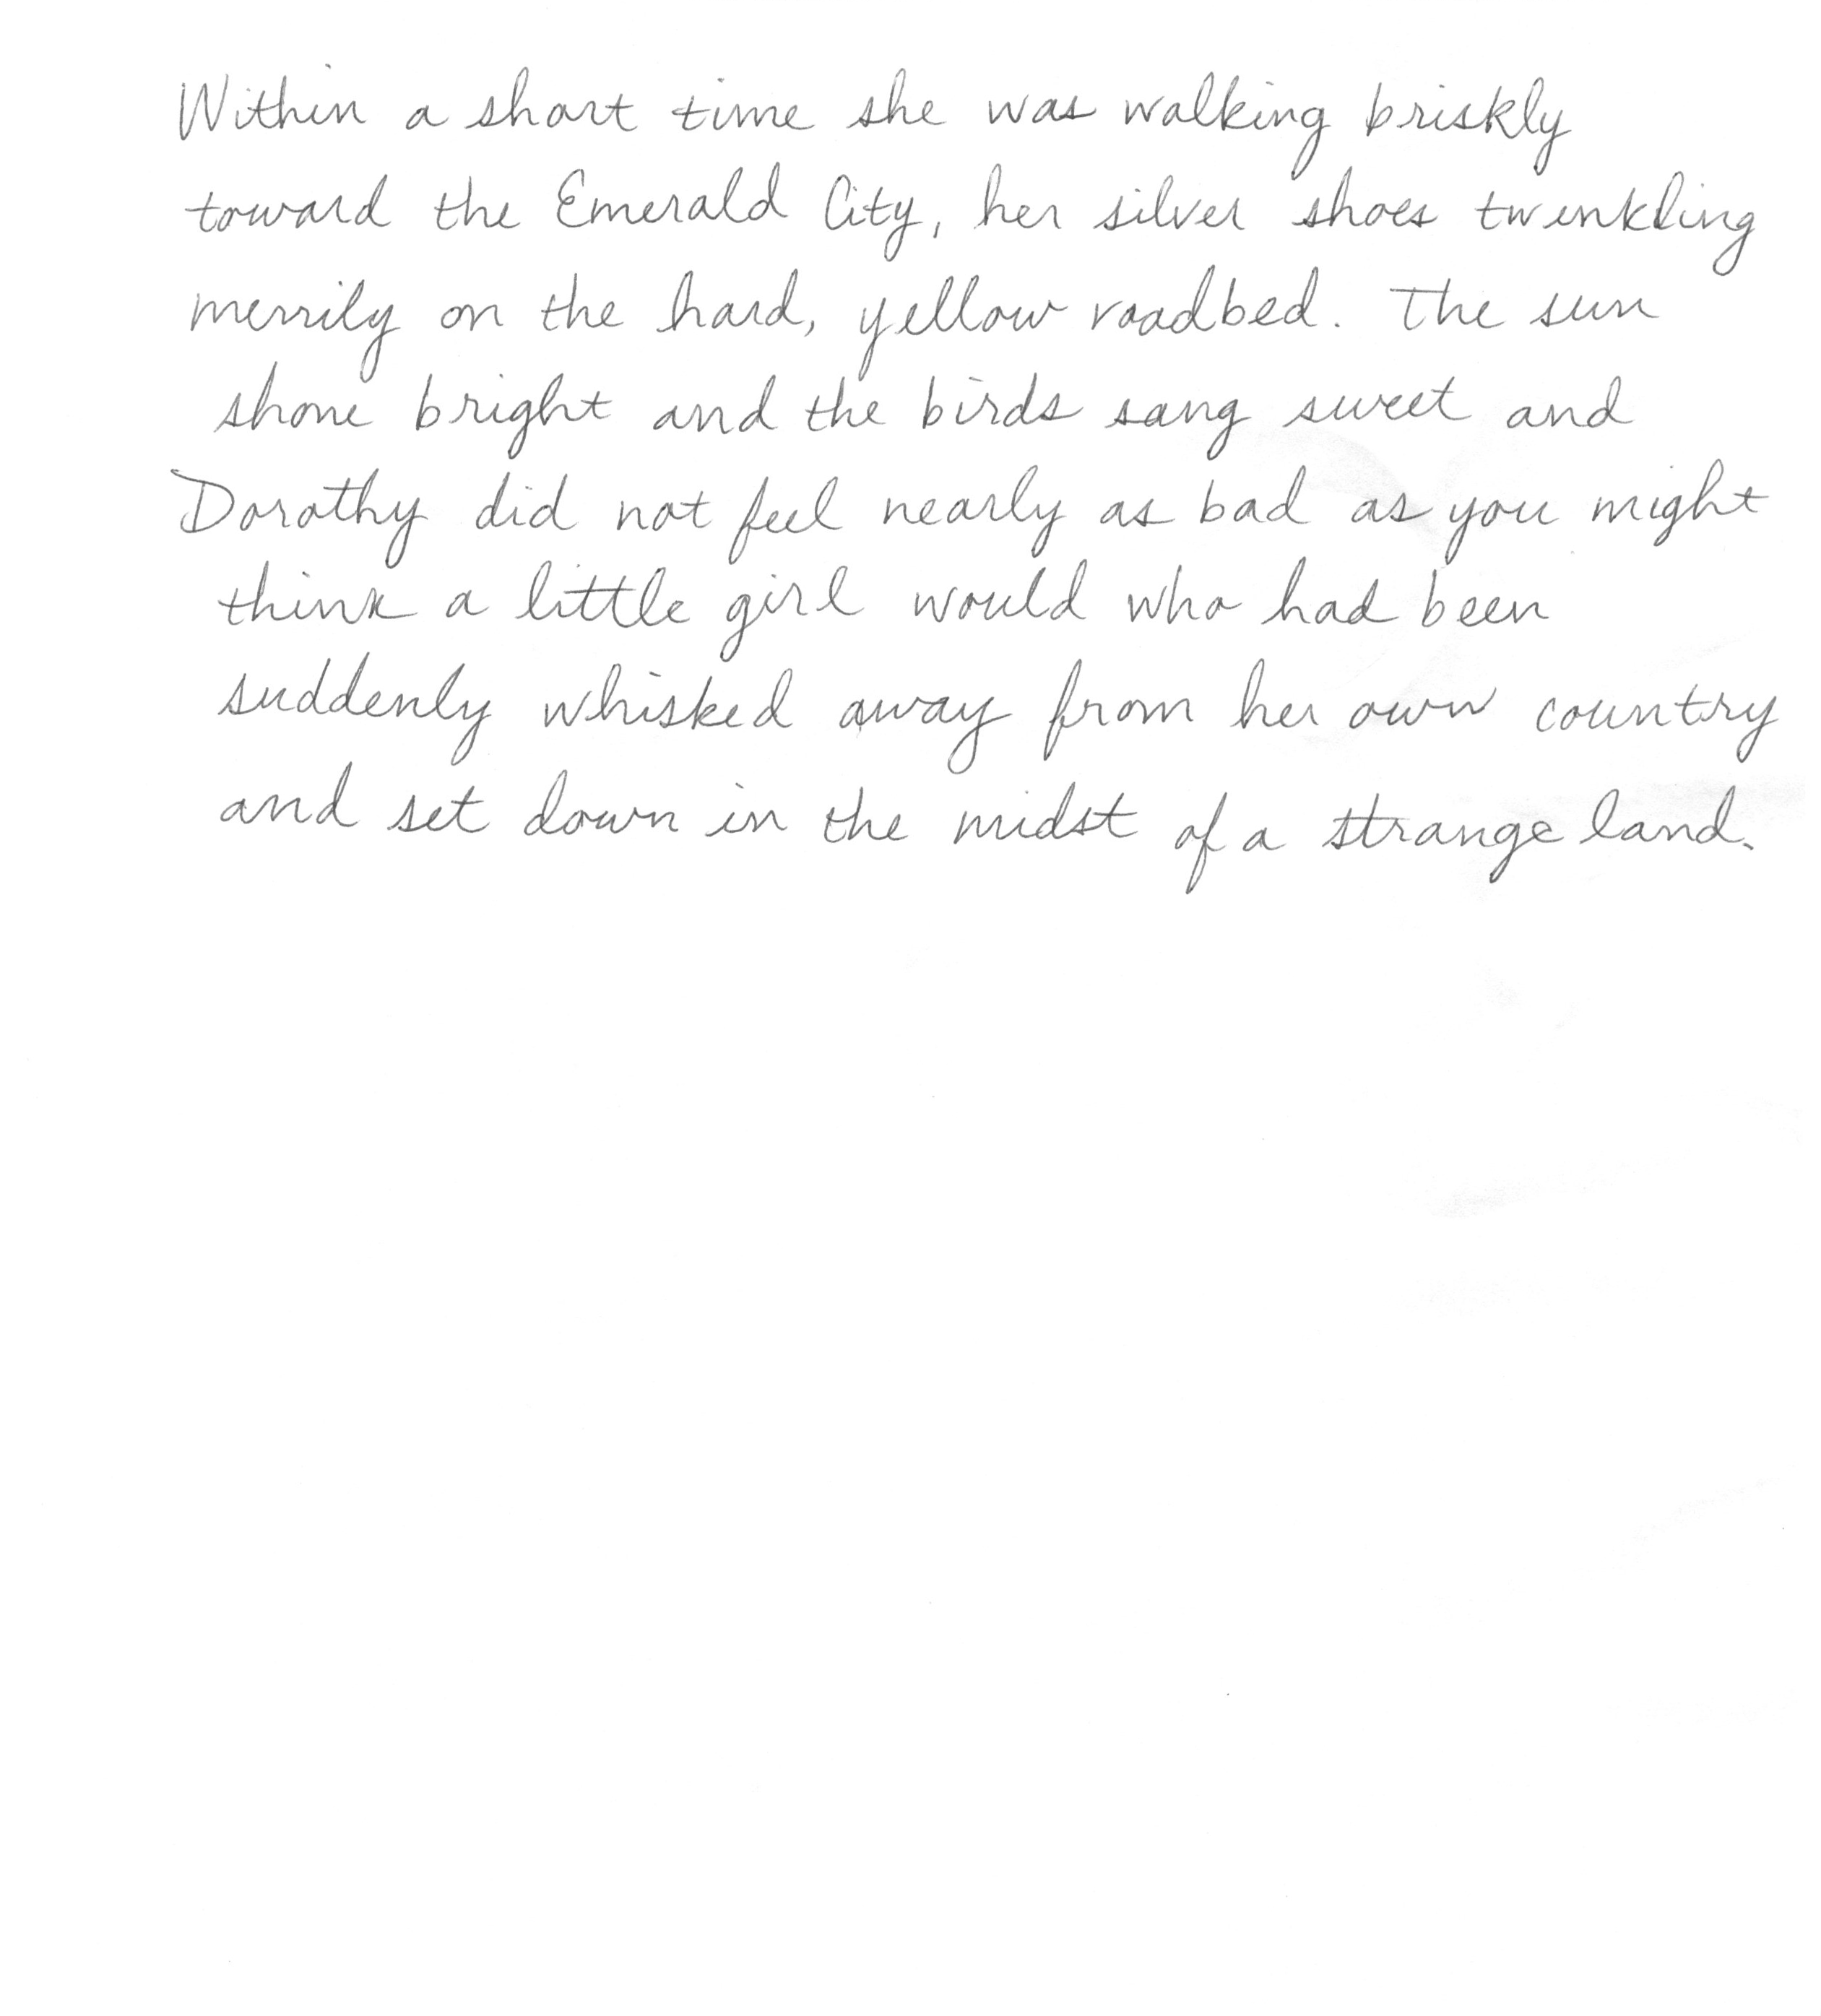 Within a short time she was walking briskly
toward the Emerald City, her silver shoes twinkling
merrily on the hard, yellow roadbed. The sun
shone bright and the birds sang sweet and
Dorothy did not feel nearly as bad as you might
think a little girl would who had been
suddenly whisked away from her own country
and set down in the midst of a strange land.